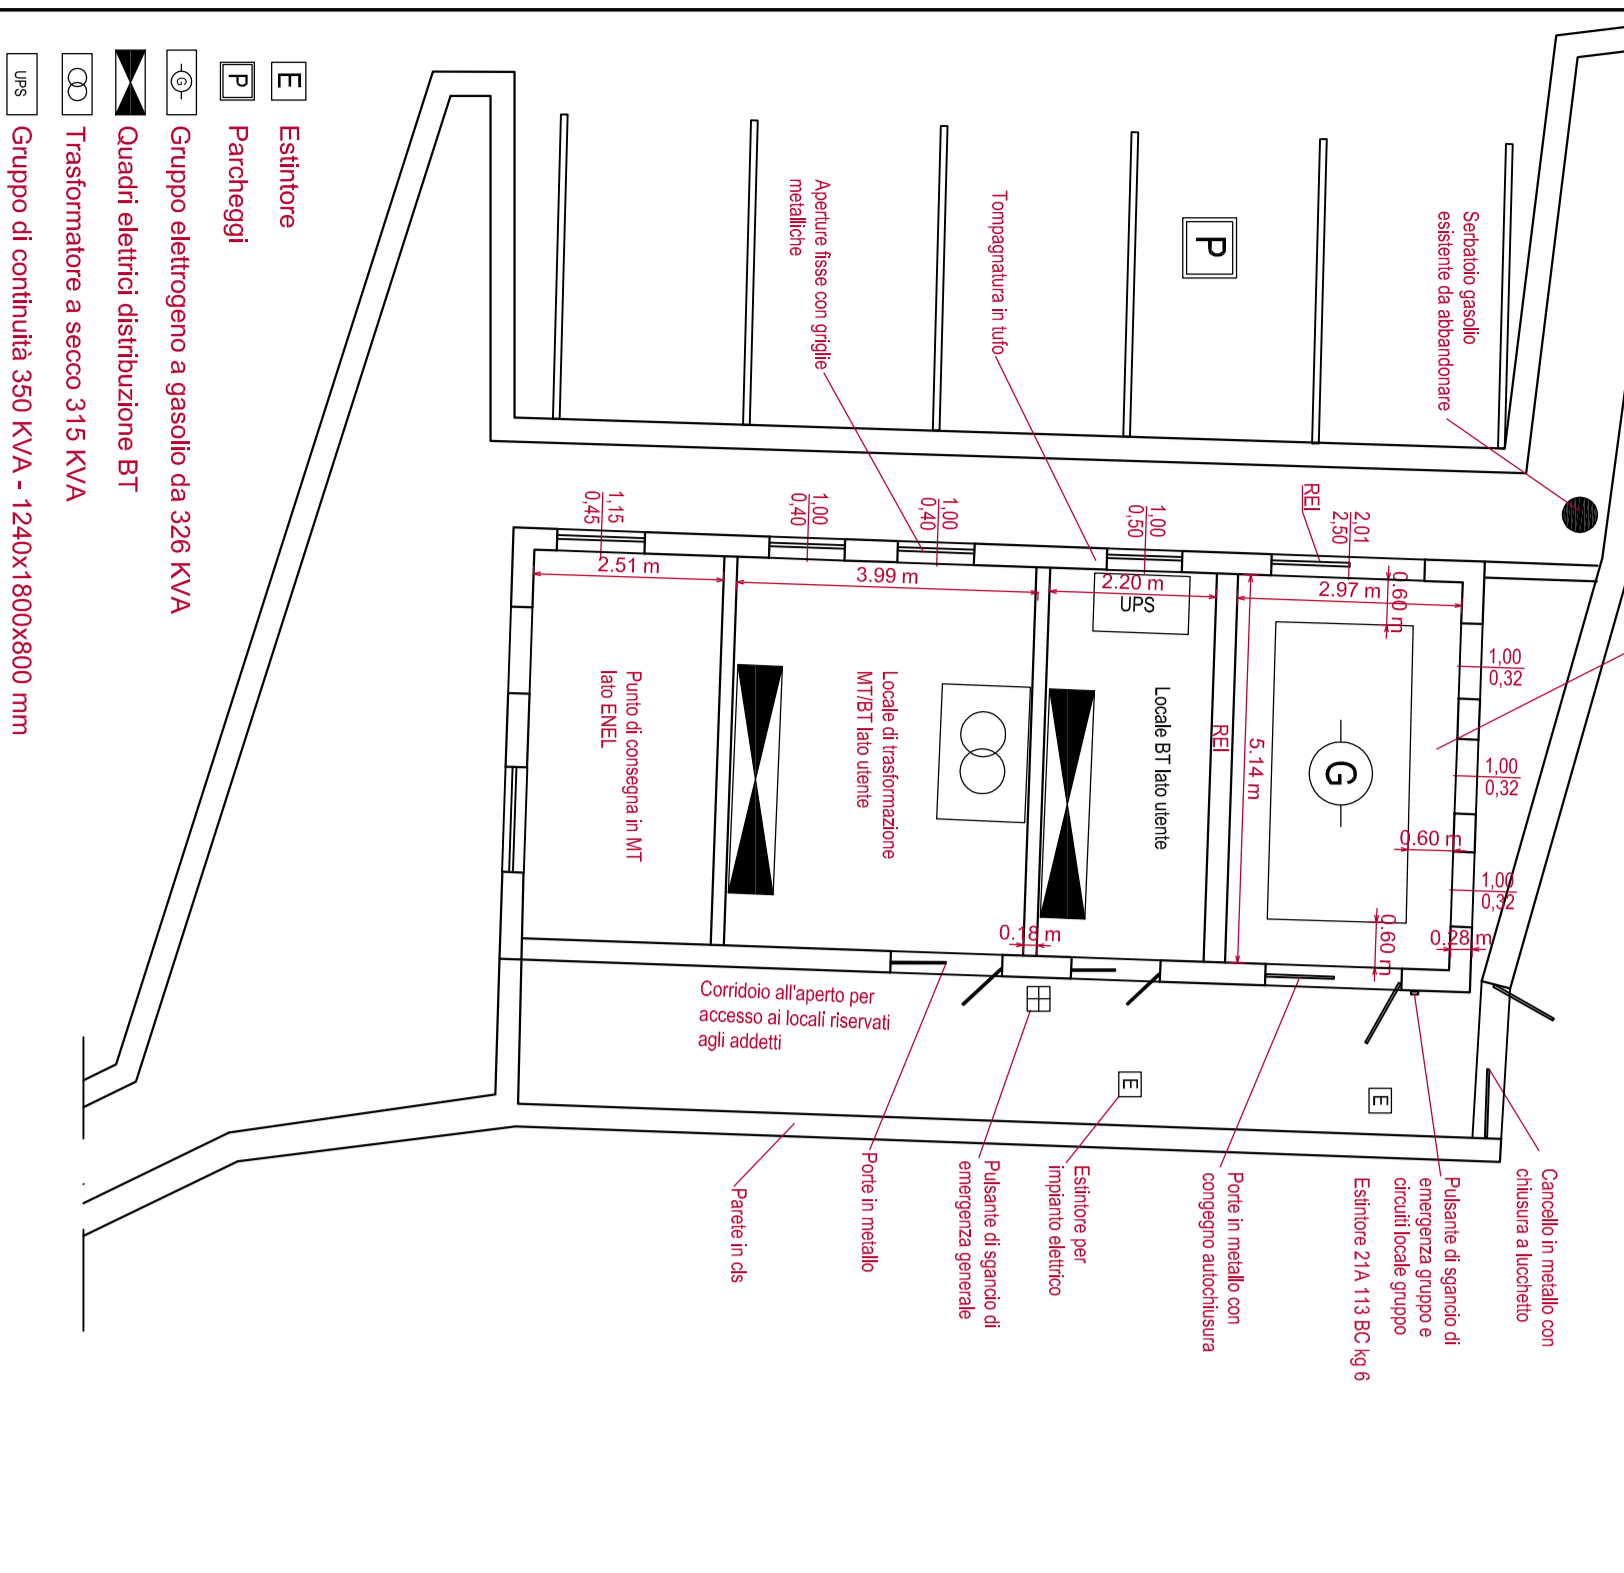 E
Estintore
P
Parcheggi
G
Gruppo elettrogeno a gasolio da 326 KVA
Quadri elettrici distribuzione BT
Trasformatore a secco 315 KVA
UPS
Gruppo di continuità 350 KVA - 1240x1800x800 mm
P
Serbatoio gasolio
esistente da abbandonare
Tompagnatura in tufo
Aperture fisse con griglie
metalliche
1,15
0,45
1,00
0,40
1,00
0,40
1,00
0,50
REI
2,01
2,50
2.51 m
3.99 m
2.20 m
2.97 m
0.60 m
UPS
1,00
0,32
1,00
0,32
1,00
0,32
Punto di consegna in MT
lato ENEL
Locale di trasformazione
MT/BT lato utente
Locale BT lato utente
REI
5.14 m
G
0.60 m
0.60 m
0.28 m
0.18 m
Corridoio all'aperto per
accesso ai locali riservati
agli addetti
E
E
Cancello in metallo con
chiusura a lucchetto
Pulsante di sgancio di
emergenza gruppo e
circuiti locale gruppo
Estintore 21A 113 BC kg 6
Porte in metallo con
congegno autochiusura
Estintore per
impianto elettrico
Pulsante di sgancio di
emergenza generale
Porte in metallo
Parete in cls